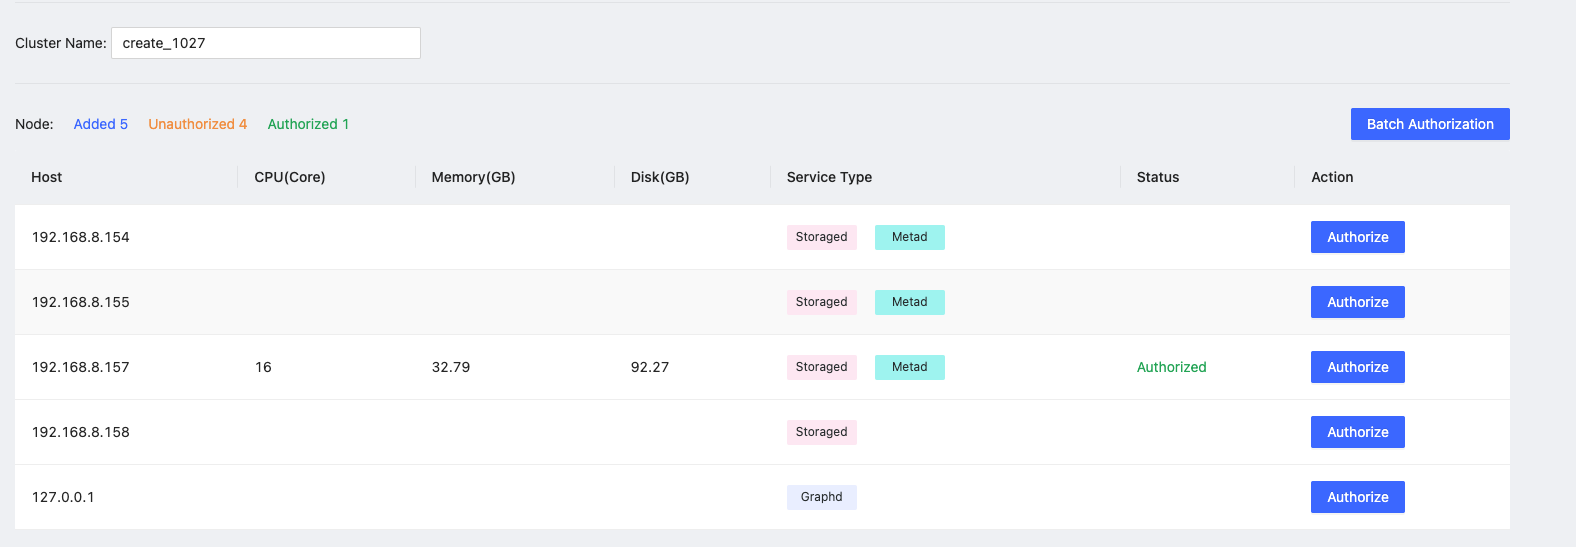 Cluster Name: create_1027
Node: Added 5 Unauthorized 4 Authorized 1 Batch Authorization
Host CPU(Core) Memory(GB) Disk(GB) Service Type Status Action
192.168.8.154 Storaged Metad Authorize
192.168.8.155 Storaged Metad Authorize
192.168.8.157 16 32.79 92.27 Storaged Metad Authorized Authorize
192.168.8.158 Storaged Authorize
127.0.0.1 Graphd Authorize